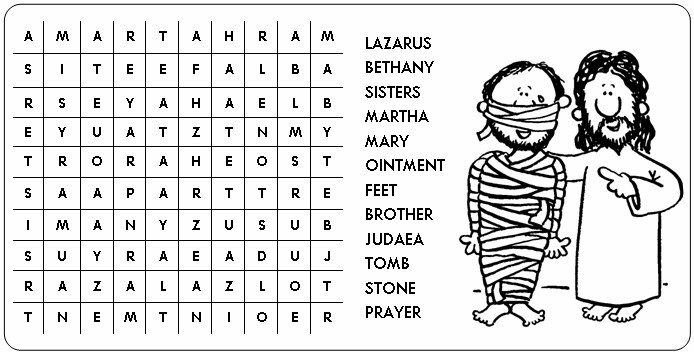 A M A R T A H R A M
S I T E E F A L B A
R S E Y A H A E L B
E Y U A T Z T N M Y
T R O R A H E O S T
S A A P A R T T R E
I M A N Y Z U S U B
S U Y R A E A D U J
R A Z A L A Z L O T
T N E M T N I O E R
LAZARUS
BETHANY
SISTERS
MARTHA
MARY
OINTMENT
FEET
BROTHER
JUDAEA
TOMB
STONE
PRAYER